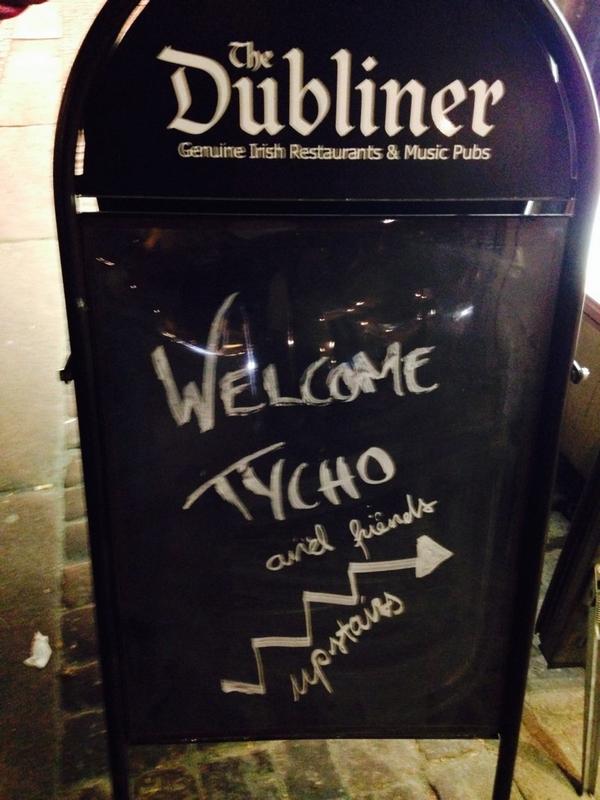 The
Dubliner
Genuine Irish Restaurants & Music Pubs
WELCOME
TYCHO
and friends
upstairs